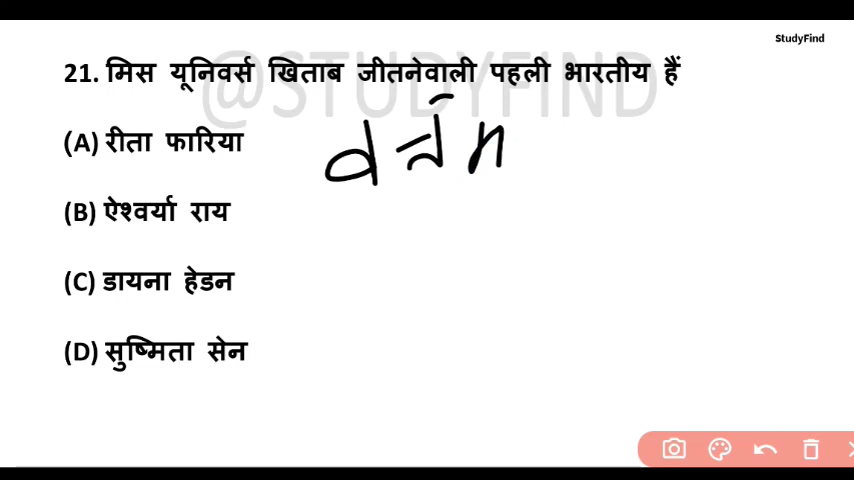 StudyFind
@STUDYFIND
21. मिस यूनिवर्स खिताब जीतनेवाली पहली भारतीय हैं
(A) रीता फारिया
(B) ऐश्वर्या राय
(C) डायना हेडन
(D) सुष्मिता सेन